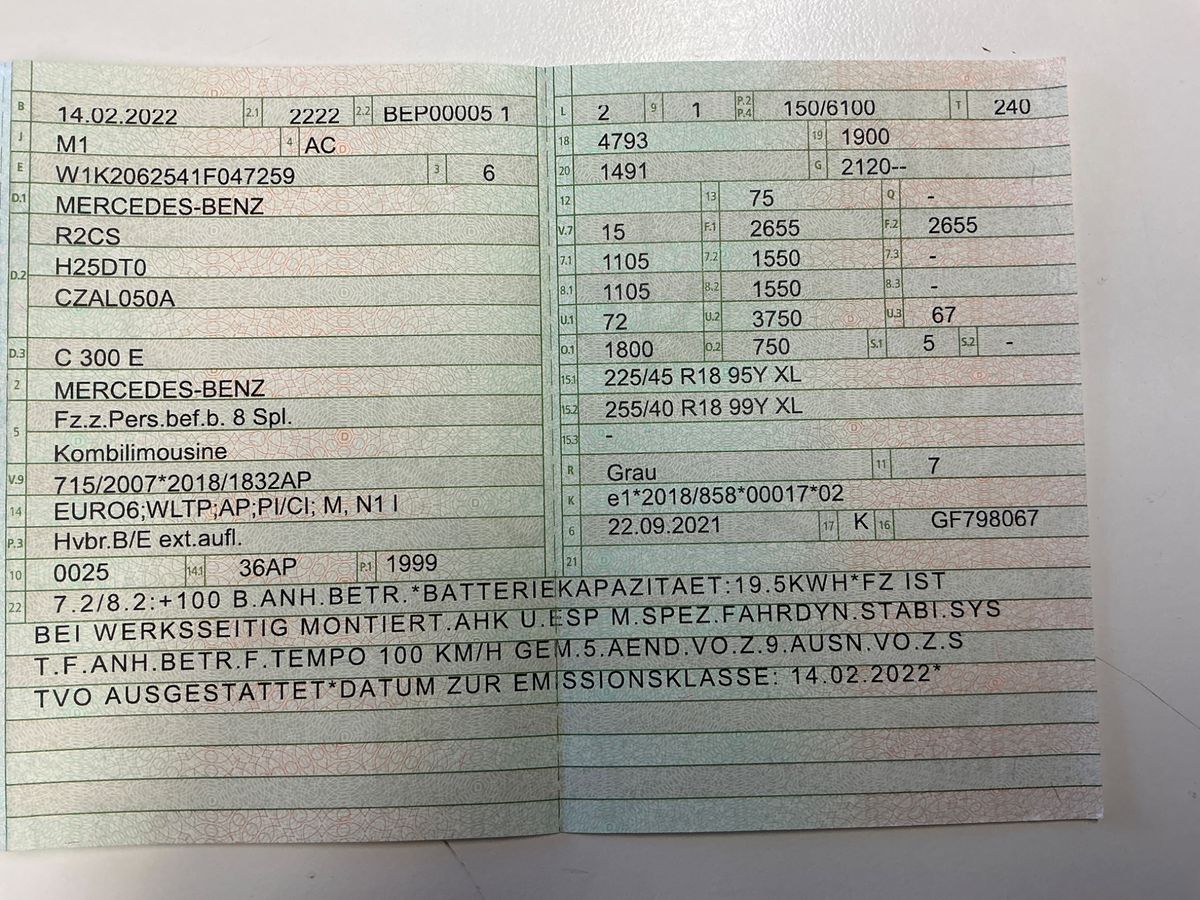 B 14.02.2022 2.1 2222 2.2 BEP00005 1
J M1 4 AC
E W1K2062541F047259 3 6
D.1 MERCEDES-BENZ
R2CS
D.2 H25DT0
CZAL050A
D.3 C 300 E
2 MERCEDES-BENZ
5 Fz.z.Pers.bef.b. 8 Spl.
Kombilimousine
V.9 715/2007*2018/1832AP
14 EURO6;WLTP;AP;PI/CI; M, N1 I
P.3 Hybr.B/E ext.aufl.
10 0025 14.1 36AP P.1 1999
L 2 9 1 P.2 P.4 150/6100 T 240
18 4793 19 1900
20 1491 G 2120--
12 13 75 Q -
V.7 15 F.1 2655 F.2 2655
7.1 1105 7.2 1550 7.3 -
8.1 1105 8.2 1550 8.3 -
U.1 72 U.2 3750 U.3 67
O.1 1800 O.2 750 S.1 5 S.2 -
15.1 225/45 R18 95Y XL
15.2 255/40 R18 99Y XL
15.3 -
R Grau 11 7
K e1*2018/858*00017*02
6 22.09.2021 17 K 16 GF798067
21
22 7.2/8.2:+100 B.ANH.BETR.*BATTERIEKAPAZITAET:19.5KWH*FZ IST
BEI WERKSSEITIG MONTIERT.AHK U.ESP M.SPEZ.FAHRDYN.STABI.SYS
T.F.ANH.BETR.F.TEMPO 100 KM/H GEM.5.AEND.VO.Z.9.AUSN.VO.Z.S
TVO AUSGESTATTET*DATUM ZUR EMISSIONSKLASSE: 14.02.2022*